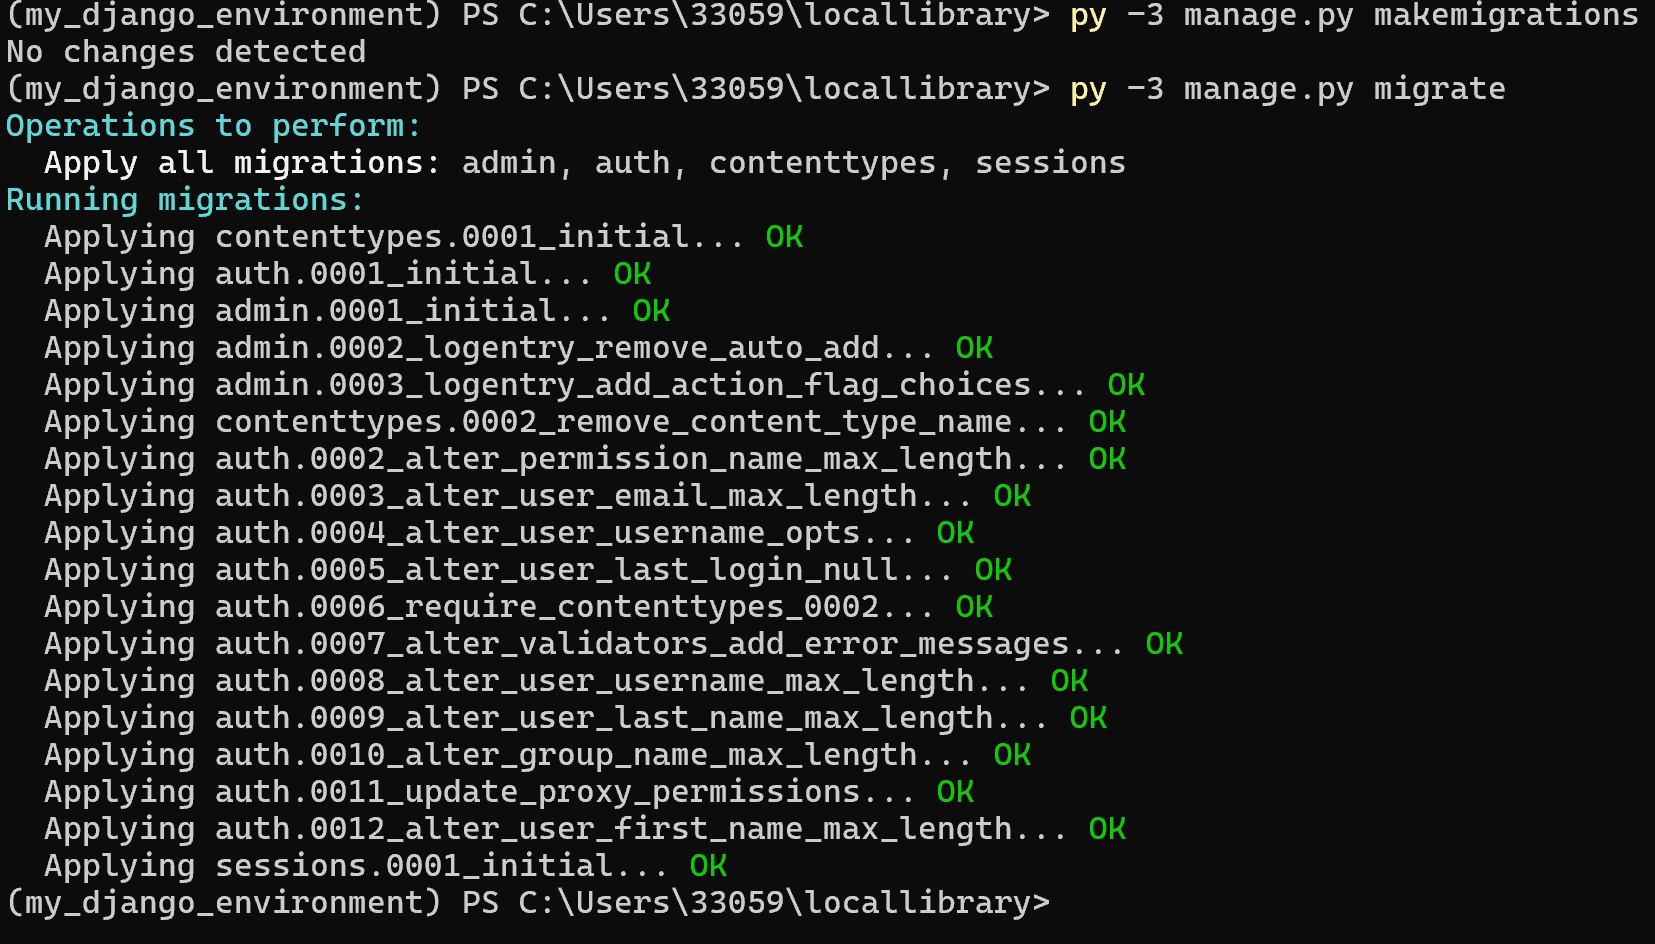 (my_django_environment) PS C:\Users\33059\locallibrary> py -3 manage.py makemigrations
No changes detected
(my_django_environment) PS C:\Users\33059\locallibrary> py -3 manage.py migrate
Operations to perform:
  Apply all migrations: admin, auth, contenttypes, sessions
Running migrations:
  Applying contenttypes.0001_initial... OK
  Applying auth.0001_initial... OK
  Applying admin.0001_initial... OK
  Applying admin.0002_logentry_remove_auto_add... OK
  Applying admin.0003_logentry_add_action_flag_choices... OK
  Applying contenttypes.0002_remove_content_type_name... OK
  Applying auth.0002_alter_permission_name_max_length... OK
  Applying auth.0003_alter_user_email_max_length... OK
  Applying auth.0004_alter_user_username_opts... OK
  Applying auth.0005_alter_user_last_login_null... OK
  Applying auth.0006_require_contenttypes_0002... OK
  Applying auth.0007_alter_validators_add_error_messages... OK
  Applying auth.0008_alter_user_username_max_length... OK
  Applying auth.0009_alter_user_last_name_max_length... OK
  Applying auth.0010_alter_group_name_max_length... OK
  Applying auth.0011_update_proxy_permissions... OK
  Applying auth.0012_alter_user_first_name_max_length... OK
  Applying sessions.0001_initial... OK
(my_django_environment) PS C:\Users\33059\locallibrary>